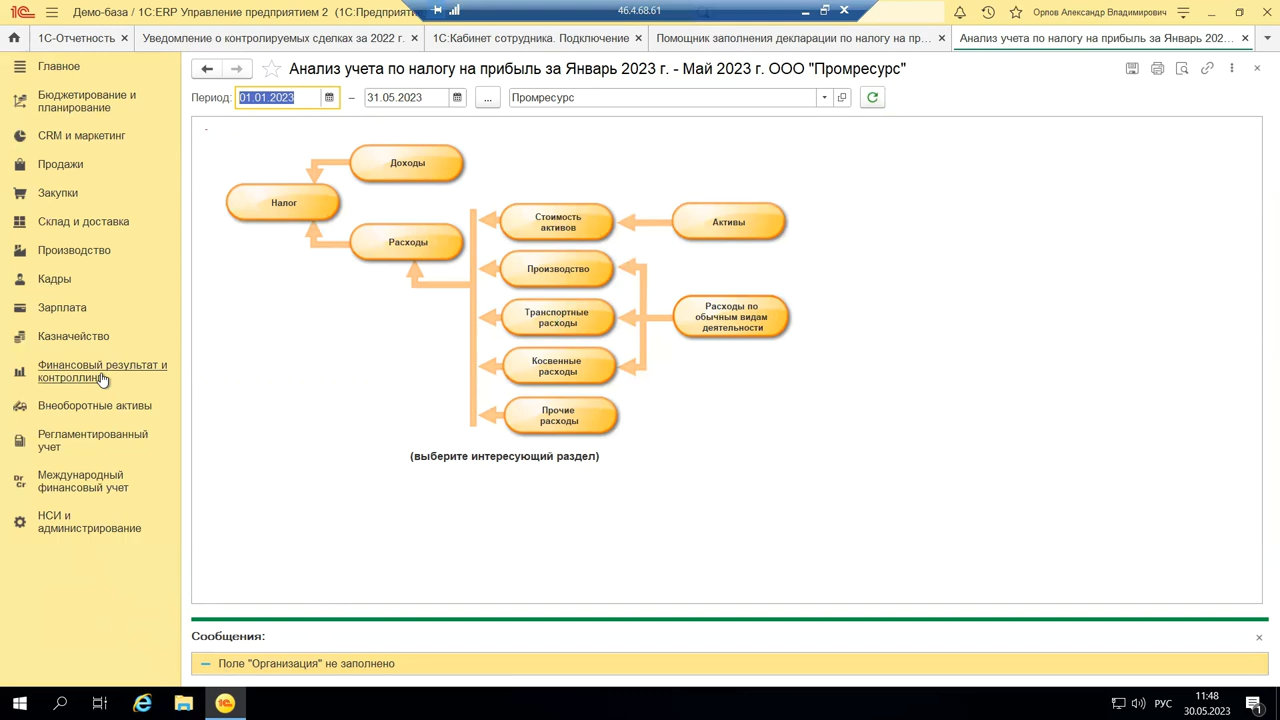 Демо-база / 1С:ERP Управление предприятием 2 (1С:Предприяти
46.4.68.61
Орлов Александр Владимирович
1С-Отчетность ×
Уведомление о контролируемых сделках за 2022 г. ×
1С:Кабинет сотрудника. Подключение ×
Помощник заполнения декларации по налогу на пр... ×
Анализ учета по налогу на прибыль за Январь 202... ×
Главное
Бюджетирование и
планирование
CRM и маркетинг
Продажи
Закупки
Склад и доставка
Производство
Кадры
Зарплата
Казначейство
Финансовый результат и
контроллинг
Внеоборотные активы
Регламентированный
учет
Международный
финансовый учет
НСИ и
администрирование
Анализ учета по налогу на прибыль за Январь 2023 г. - Май 2023 г. ООО "Промресурс"
Период: 01.01.2023 – 31.05.2023 ... Промресурс
Доходы
Налог
Расходы
Стоимость
активов
Активы
Производство
Транспортные
расходы
Расходы по
обычным видам
деятельности
Косвенные
расходы
Прочие
расходы
(выберите интересующий раздел)
Сообщения:
Поле "Организация" не заполнено
РУС
11:48
30.05.2023
1